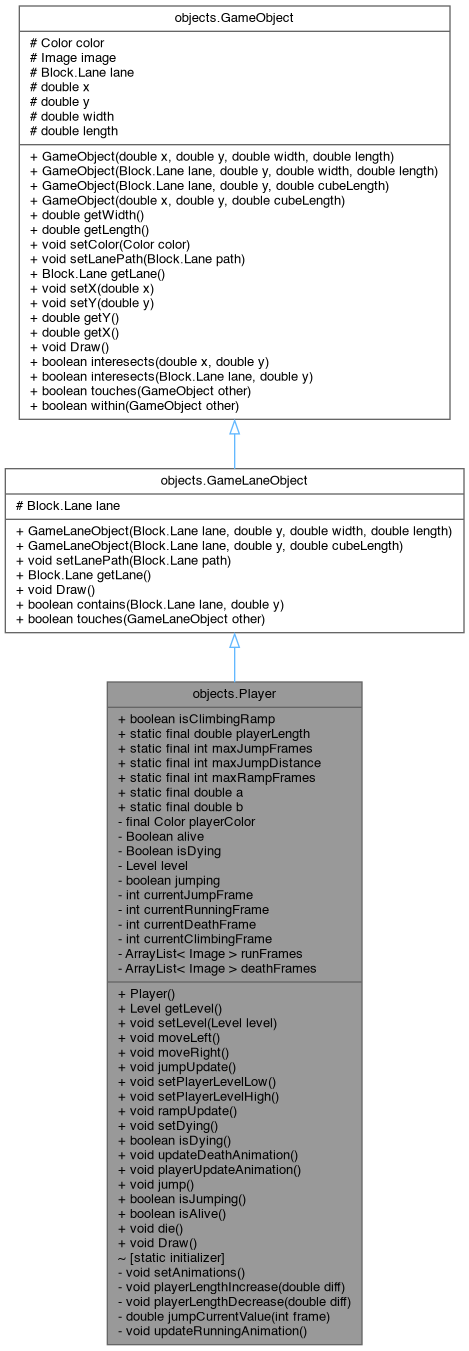 objects.GameObject
# Color color
# Image image
# Block.Lane lane
# double x
# double y
# double width
# double length
+ GameObject(double x, double y, double width, double length)
+ GameObject(Block.Lane lane, double y, double width, double length)
+ GameObject(Block.Lane lane, double y, double cubeLength)
+ GameObject(double x, double y, double cubeLength)
+ double getWidth()
+ double getLength()
+ void setColor(Color color)
+ void setLanePath(Block.Lane path)
+ Block.Lane getLane()
+ void setX(double x)
+ void setY(double y)
+ double getY()
+ double getX()
+ void Draw()
+ boolean interesects(double x, double y)
+ boolean interesects(Block.Lane lane, double y)
+ boolean touches(GameObject other)
+ boolean within(GameObject other)
objects.GameLaneObject
# Block.Lane lane
+ GameLaneObject(Block.Lane lane, double y, double width, double length)
+ GameLaneObject(Block.Lane lane, double y, double cubeLength)
+ void setLanePath(Block.Lane path)
+ Block.Lane getLane()
+ void Draw()
+ boolean contains(Block.Lane lane, double y)
+ boolean touches(GameLaneObject other)
objects.Player
+ boolean isClimbingRamp
+ static final double playerLength
+ static final int maxJumpFrames
+ static final int maxJumpDistance
+ static final int maxRampFrames
+ static final double a
+ static final double b
- final Color playerColor
- Boolean alive
- Boolean isDying
- Level level
- boolean jumping
- int currentJumpFrame
- int currentRunningFrame
- int currentDeathFrame
- int currentClimbingFrame
- ArrayList< Image > runFrames
- ArrayList< Image > deathFrames
+ Player()
+ Level getLevel()
+ void setLevel(Level level)
+ void moveLeft()
+ void moveRight()
+ void jumpUpdate()
+ void setPlayerLevelLow()
+ void setPlayerLevelHigh()
+ void rampUpdate()
+ void setDying()
+ boolean isDying()
+ void updateDeathAnimation()
+ void playerUpdateAnimation()
+ void jump()
+ boolean isJumping()
+ boolean isAlive()
+ void die()
+ void Draw()
~ [static initializer]
- void setAnimations()
- void playerLengthIncrease(double diff)
- void playerLengthDecrease(double diff)
- double jumpCurrentValue(int frame)
- void updateRunningAnimation()